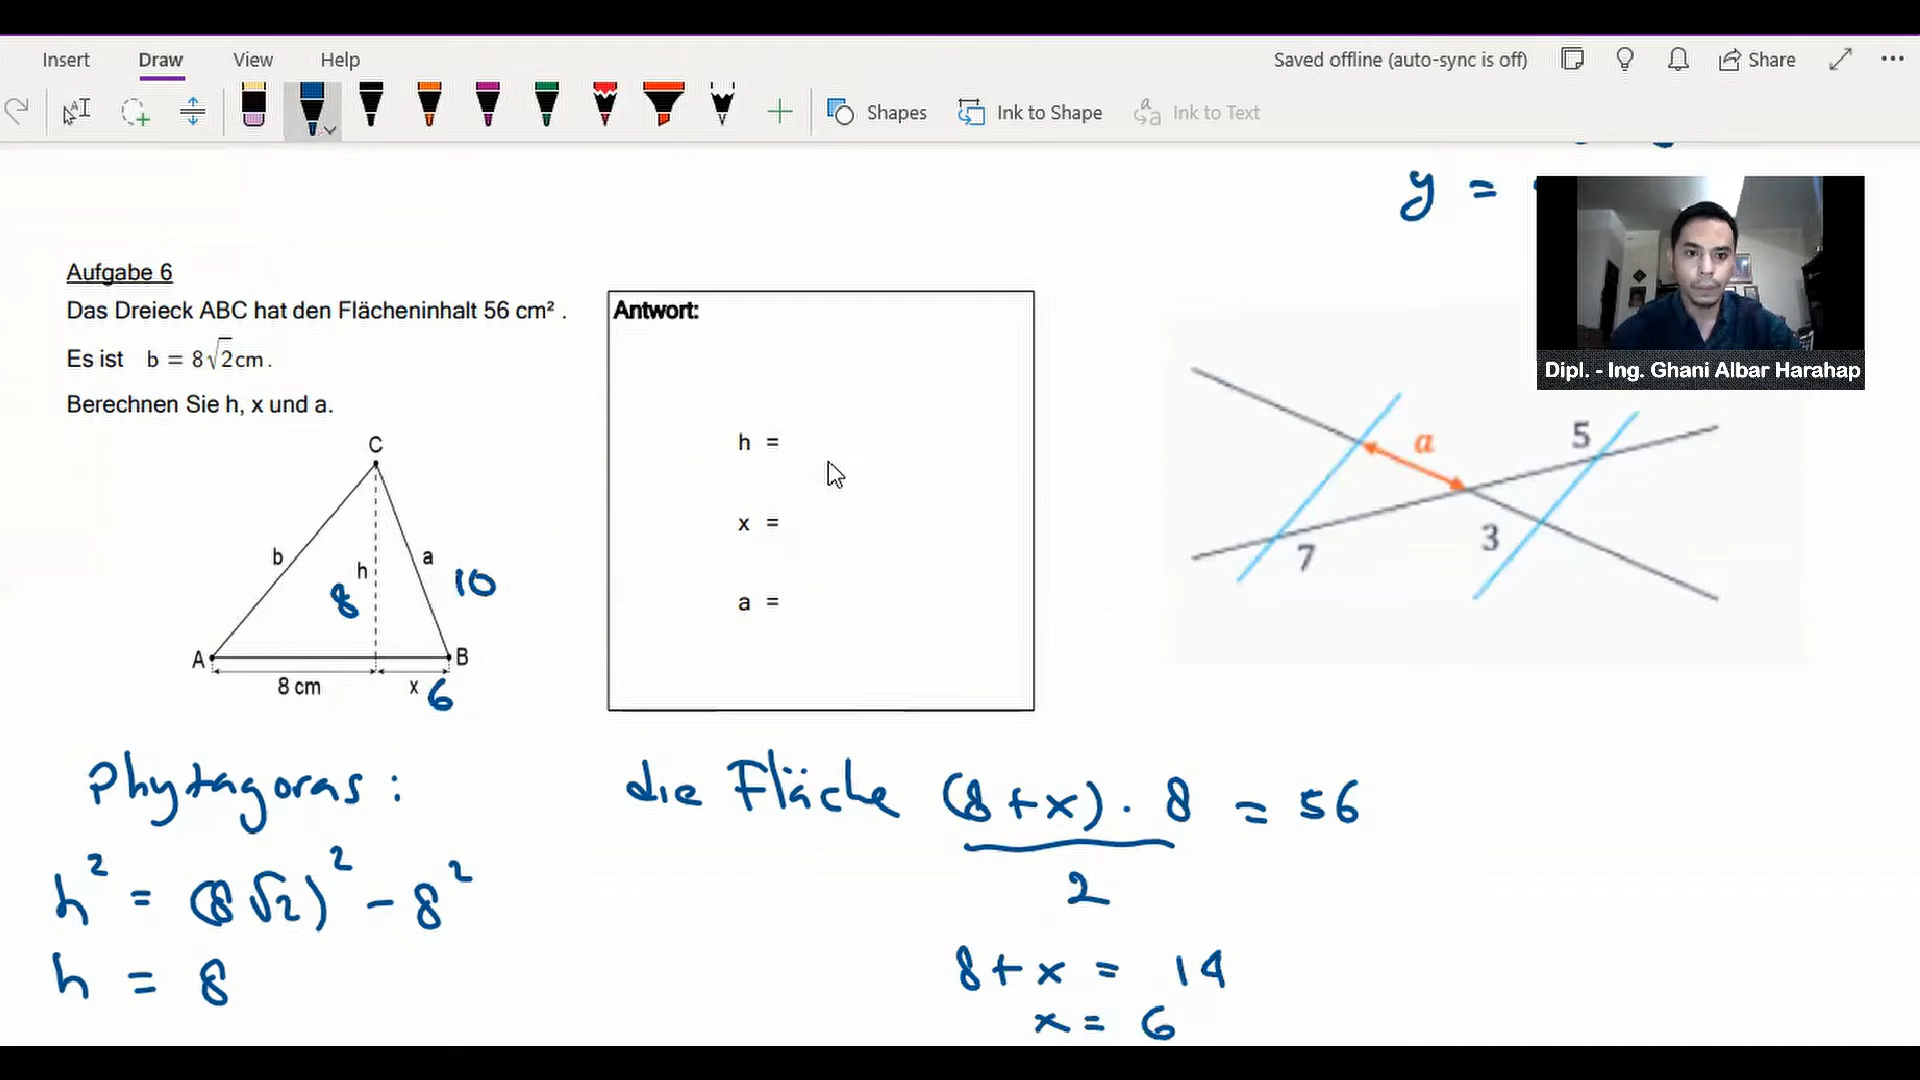 Insert Draw View Help Saved offline (auto-sync is off) Share
Shapes Ink to Shape Ink to Text
y =
Dipl. - Ing. Ghani Albar Harahap
Aufgabe 6
Das Dreieck ABC hat den Flächeninhalt 56 cm² .
Es ist b = 8√2cm.
Berechnen Sie h, x und a.
C
b
h
a
8
10
A
B
8 cm
x
6
Antwort:
h =
x =
a =
a
5
7
3
Phytagoras:
h² = (8√2)² - 8²
h = 8
die Fläche (8+x) . 8 = 56
2
8+x = 14
x = 6